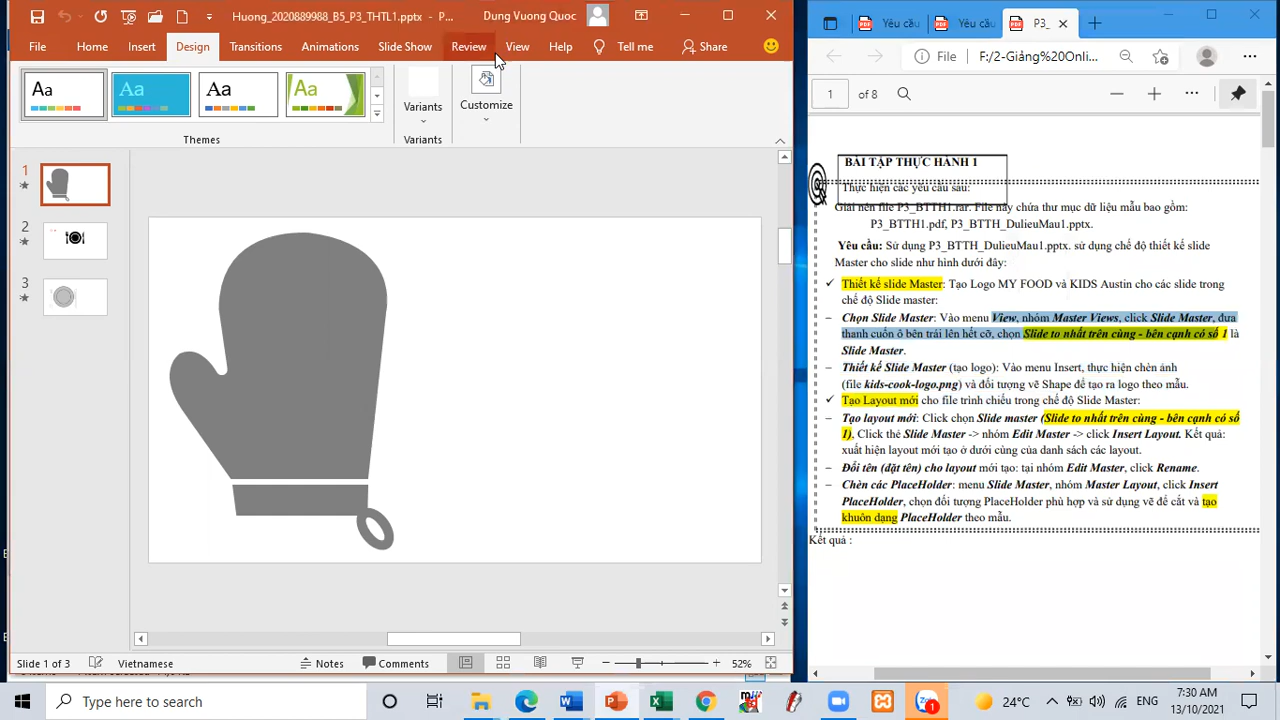 Huong_2020889988_B5_P3_THTL1.pptx - P...
Dung Vuong Quoc
File Home Insert Design Transitions Animations Slide Show Review View Help Tell me Share
Aa Aa Aa Aa
Variants
Customize
Themes
Variants
1
2
3
Slide 1 of 3
Vietnamese
Notes
Comments
52%
Yêu cầu
Yêu cầu
P3_
File
F:/2-Giảng%20Onli...
1 of 8
BÀI TẬP THỰC HÀNH 1
Thực hiện các yêu cầu sau:
Giải nén file P3_BTTH1.rar. File này chứa thư mục dữ liệu mẫu bao gồm:
P3_BTTH1.pdf, P3_BTTH_DulieuMau1.pptx.
Yêu cầu: Sử dụng P3_BTTH_DulieuMau1.pptx. sử dụng chế độ thiết kế slide
Master cho slide như hình dưới đây:
✓ Thiết kế slide Master: Tạo Logo MY FOOD và KIDS Austin cho các slide trong
chế độ Slide master:
− Chọn Slide Master: Vào menu View, nhóm Master Views, click Slide Master, đưa
thanh cuốn ô bên trái lên hết cỡ, chọn Slide to nhất trên cùng - bên cạnh có số 1 là
Slide Master.
− Thiết kế Slide Master (tạo logo): Vào menu Insert, thực hiện chèn ảnh
(file kids-cook-logo.png) và đối tượng vẽ Shape để tạo ra logo theo mẫu.
✓ Tạo Layout mới cho file trình chiếu trong chế độ Slide Master:
− Tạo layout mới: Click chọn Slide master (Slide to nhất trên cùng - bên cạnh có số
1). Click thẻ Slide Master -> nhóm Edit Master -> click Insert Layout. Kết quả:
xuất hiện layout mới tạo ở dưới cùng của danh sách các layout.
− Đổi tên (đặt tên) cho layout mới tạo: tại nhóm Edit Master, click Rename.
− Chèn các PlaceHolder: menu Slide Master, nhóm Master Layout, click Insert
PlaceHolder, chọn đối tượng PlaceHolder phù hợp và sử dụng vẽ để cắt và tạo
khuôn dạng PlaceHolder theo mẫu.
Kết quả :
Type here to search
1
24°C
ENG
7:30 AM
13/10/2021